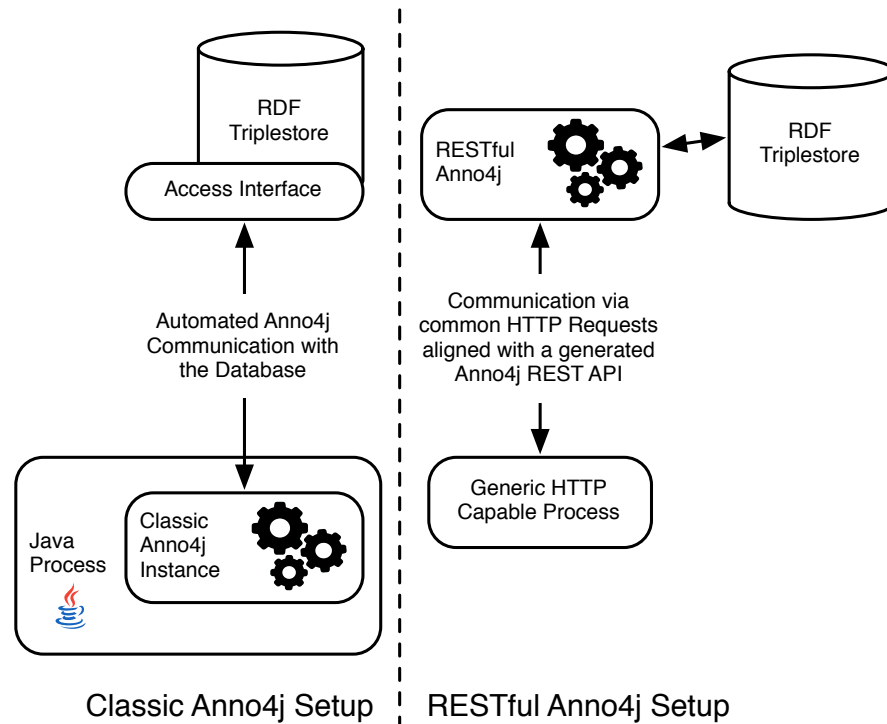 RDF
Triplestore
Access Interface
Automated Anno4j
Communication with
the Database
Java
Process
Classic
Anno4j
Instance
Classic Anno4j Setup
RESTful
Anno4j
RDF
Triplestore
Communication via
common HTTP Requests
aligned with a generated
Anno4j REST API
Generic HTTP
Capable Process
RESTful Anno4j Setup